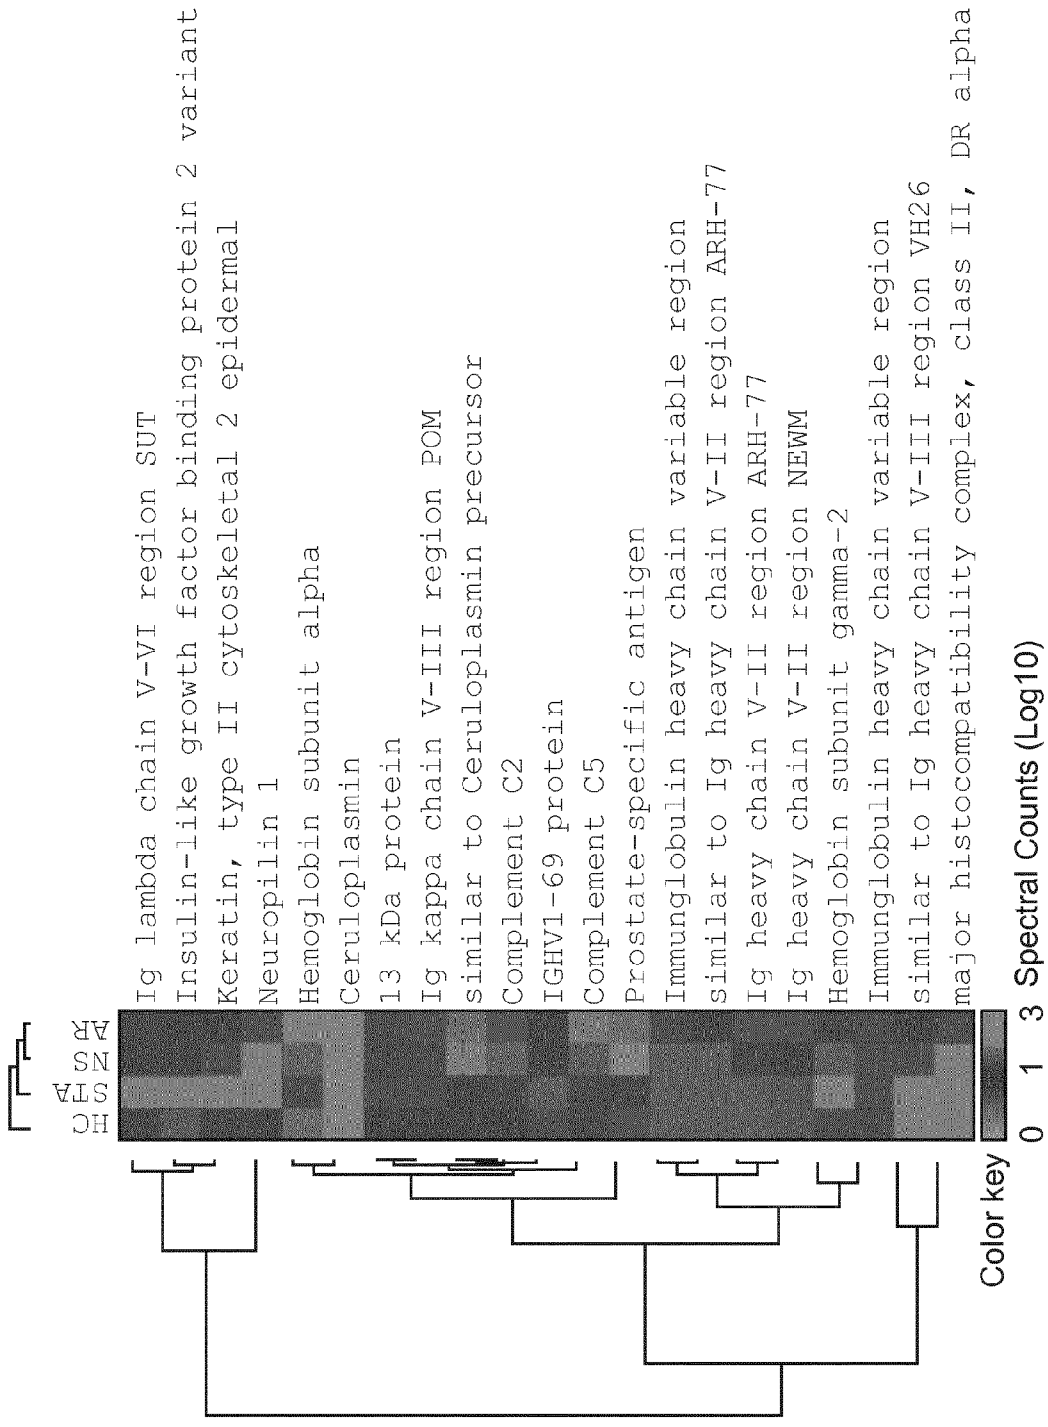 HC
STA
NS
AR
Ig lambda chain V-VI region SUT
Insulin-like growth factor binding protein 2 variant
Keratin, type II cytoskeletal 2 epidermal
Neuropilin 1
Hemoglobin subunit alpha
Ceruloplasmin
13 kDa protein
Ig kappa chain V-III region POM
similar to Ceruloplasmin precursor
Complement C2
IGHV1-69 protein
Complement C5
Prostate-specific antigen
Immunglobulin heavy chain variable region
similar to Ig heavy chain V-II region ARH-77
Ig heavy chain V-II region ARH-77
Ig heavy chain V-II region NEWM
Hemoglobin subunit gamma-2
Immunglobulin heavy chain variable region
similar to Ig heavy chain V-III region VH26
major histocompatibility complex, class II, DR alpha
Color key
0 1 3 Spectral Counts (Log10)